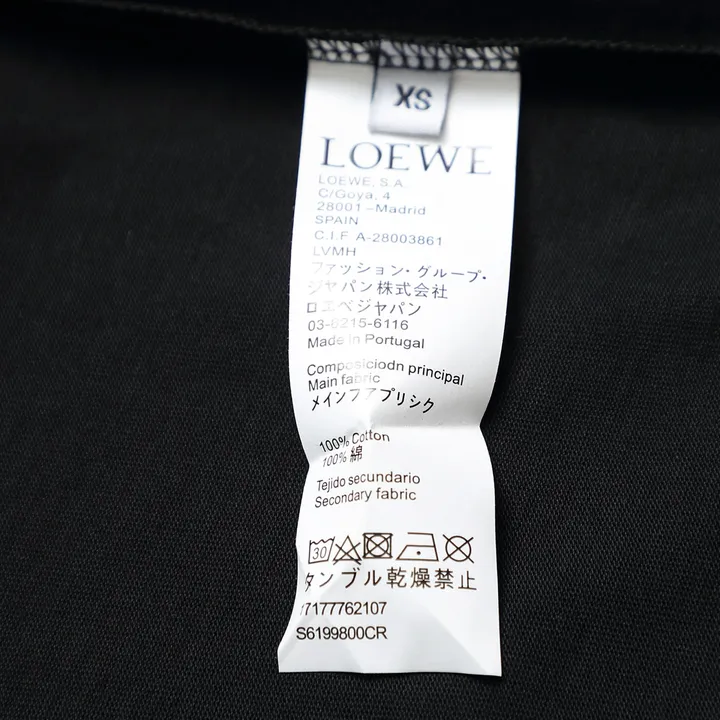 XS
LOEWE
LOEWE, S.A.
C/Goya, 4
28001-Madrid
SPAIN
C.I.F A-28003861
LVMH
ファッション・グループ・
ジャパン株式会社
ロエベジャパン
03-0215-6116
Made in Portugal
Composiciodn principal
Main fabric
メインフアプリシク
100% Cotton
100% 綿
Tejido secundario
Secondary fabric
30
タンブル乾燥禁止
17177762107
S6199800CR